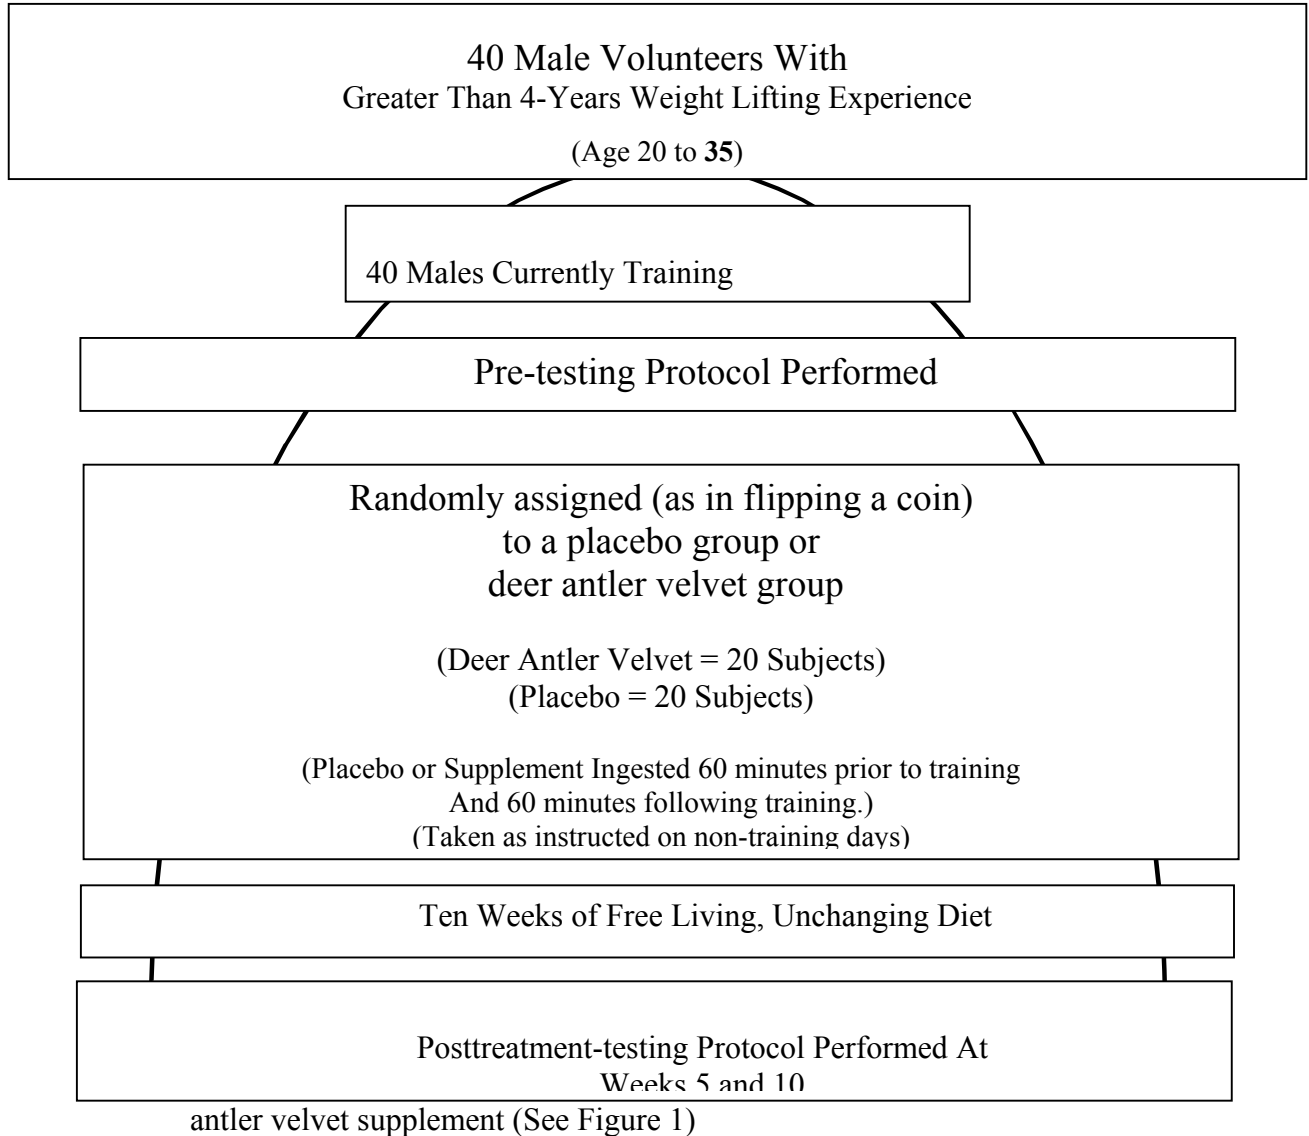 40 Male Volunteers With
Greater Than 4-Years Weight Lifting Experience
(Age 20 to 35)
40 Males Currently Training
Pre-testing Protocol Performed
Randomly assigned (as in flipping a coin)
to a placebo group or
deer antler velvet group
(Deer Antler Velvet = 20 Subjects)
(Placebo = 20 Subjects)
(Placebo or Supplement Ingested 60 minutes prior to training
And 60 minutes following training.)
(Taken as instructed on non-training days)
Ten Weeks of Free Living, Unchanging Diet
Posttreatment-testing Protocol Performed At
Weeks 5 and 10
antler velvet supplement (See Figure 1)